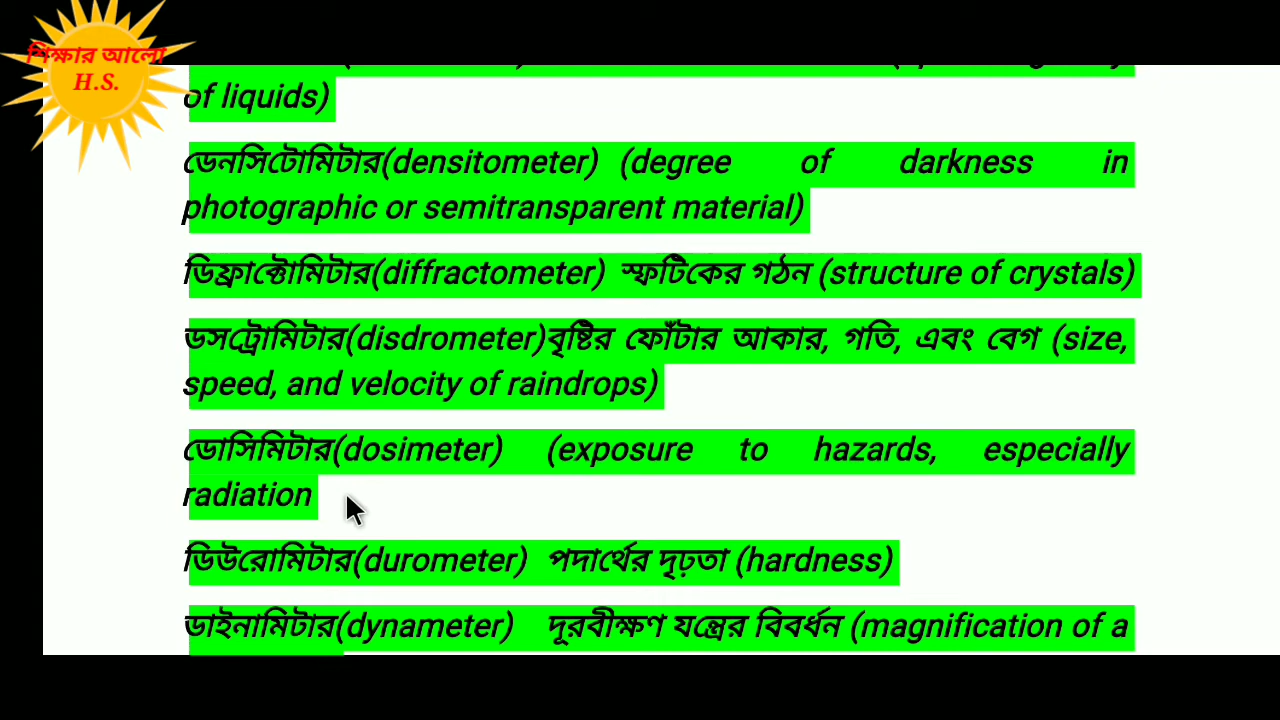 শিক্ষার আলো
H.S.
of liquids)
ডেনসিটোমিটার(densitometer) (degree of darkness in
photographic or semitransparent material)
ডিফ্রাক্টোমিটার(diffractometer) স্ফটিকের গঠন (structure of crystals)
ডসট্রোমিটার(disdrometer)বৃষ্টির ফোঁটার আকার, গতি, এবং বেগ (size,
speed, and velocity of raindrops)
ডোসিমিটার(dosimeter) (exposure to hazards, especially
radiation
ডিউরোমিটার(durometer) পদার্থের দৃঢ়তা (hardness)
ডাইনামিটার(dynameter) দূরবীক্ষণ যন্ত্রের বিবর্ধন (magnification of a